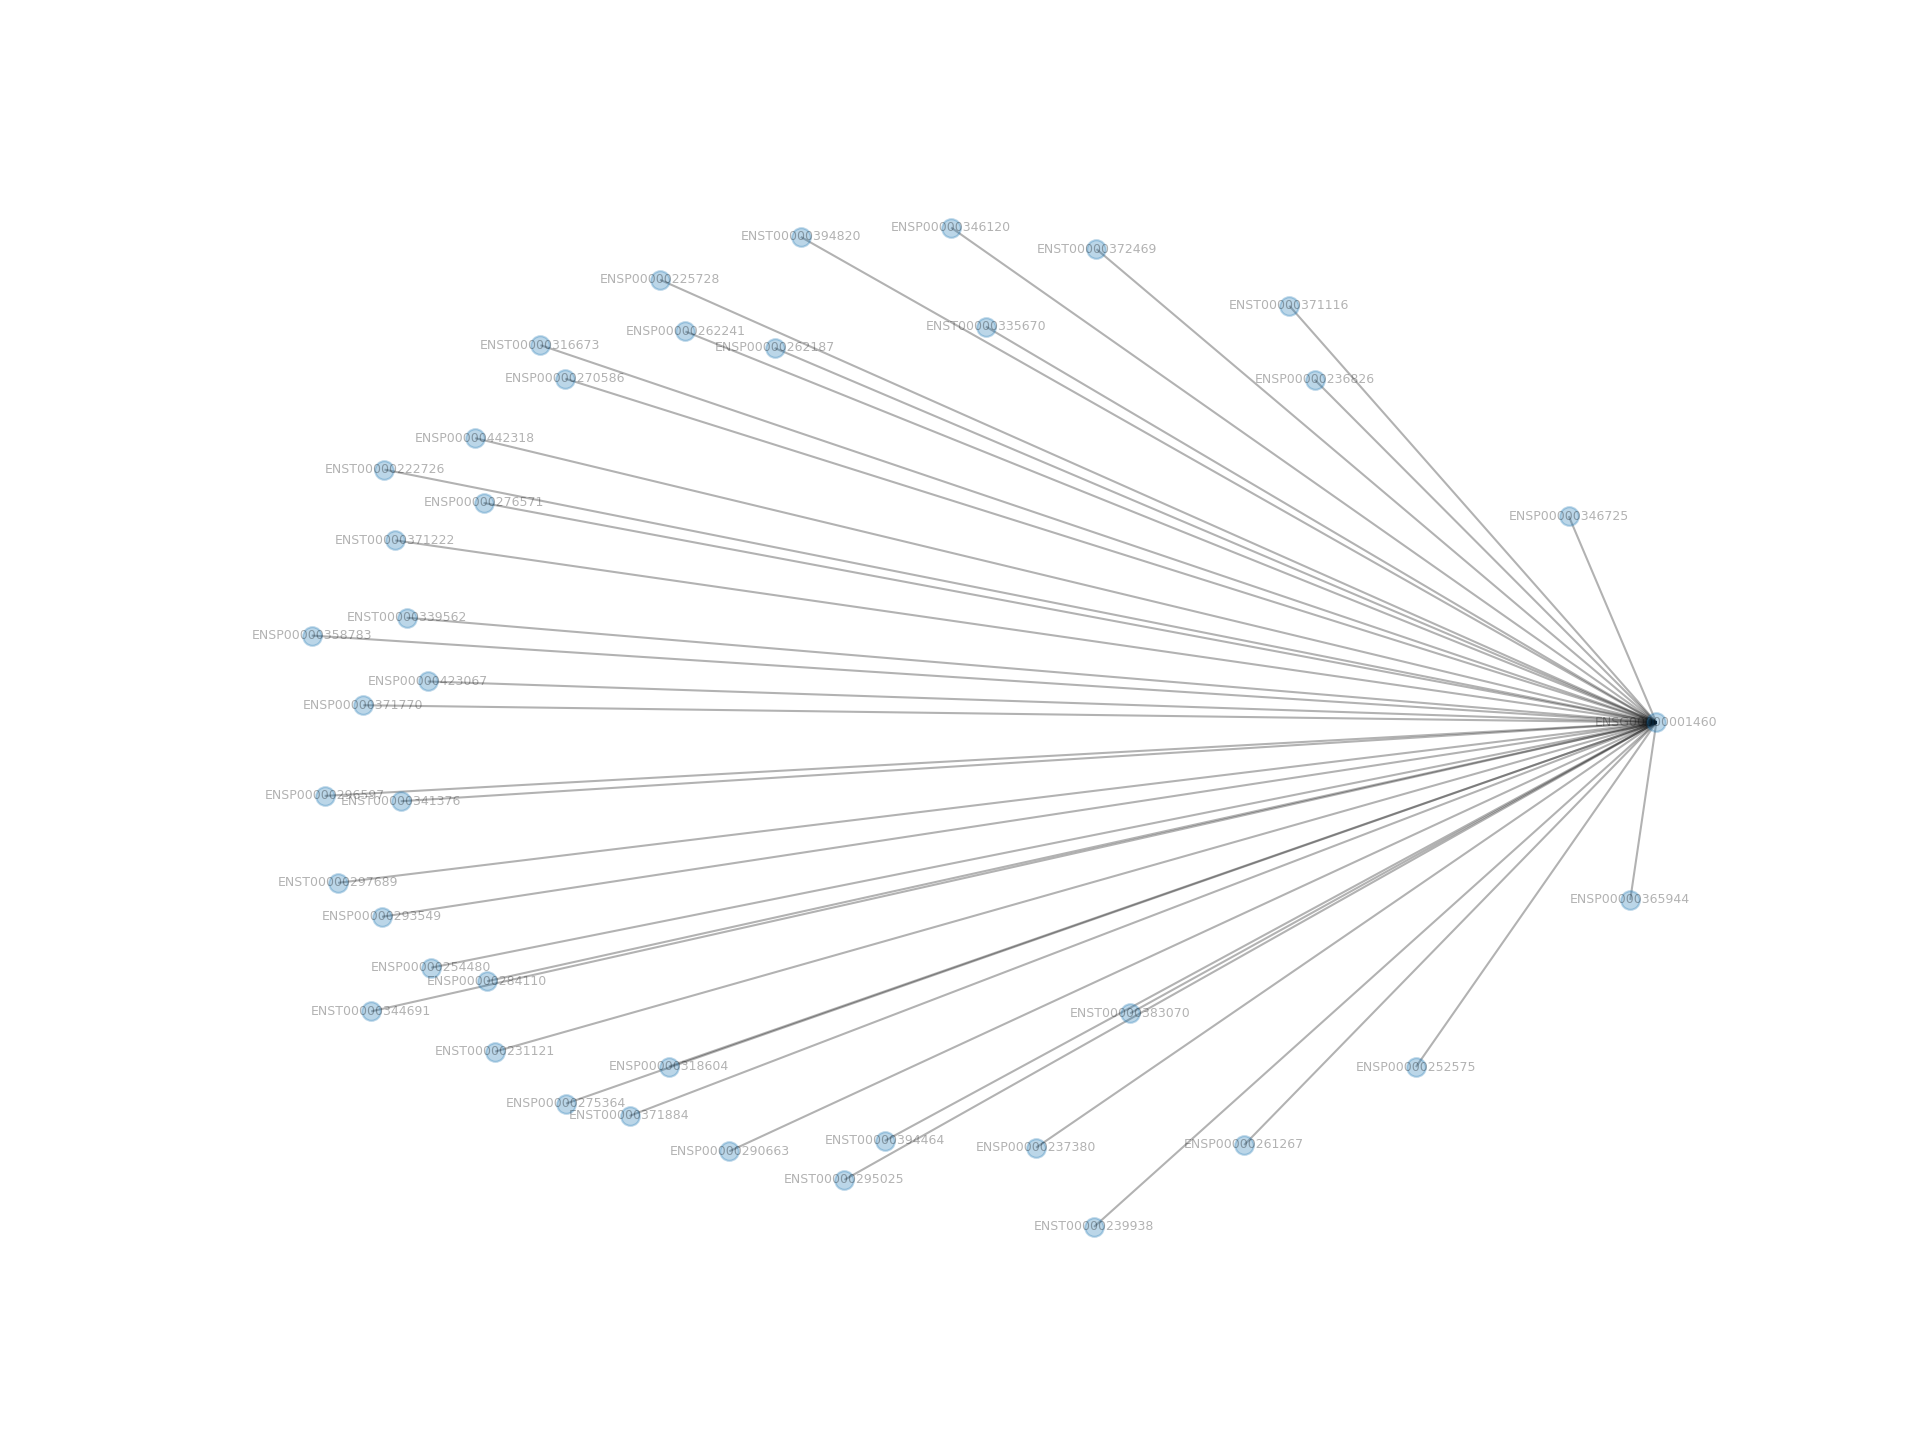 ENSP00000346120
ENST00000394820
ENST00000372469
ENSP00000225728
ENST00000371116
ENST00000335670
ENSP00000262241
ENST00000316673
ENSP00000262187
ENSP00000270586
ENSP00000236826
ENSP00000442318
ENST00000222726
ENSP00000276571
ENSP00000346725
ENST00000371222
ENST00000339562
ENSP00000358783
ENSP00000423067
ENSP00000371770
ENSG00000001460
ENSP00000296597
ENST00000341376
ENST00000297689
ENSP00000365944
ENSP00000293549
ENSP00000254480
ENSP00000284110
ENST00000344691
ENST00000383070
ENST00000231121
ENSP00000318604
ENSP00000252575
ENSP00000275364
ENST00000371884
ENST00000394464
ENSP00000261267
ENSP00000237380
ENSP00000290663
ENST00000295025
ENST00000239938